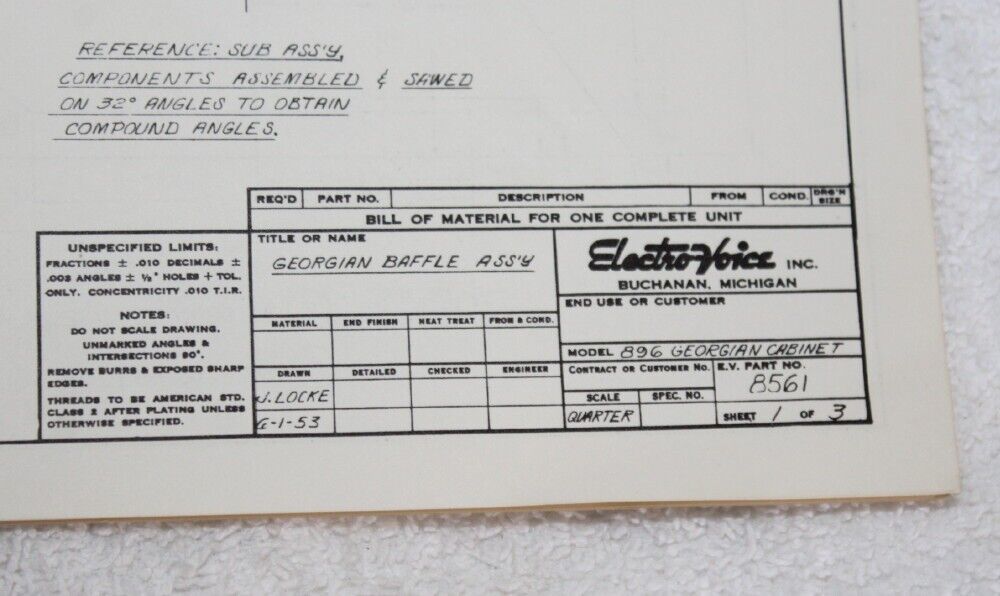 REFERENCE: SUB ASS'Y,
COMPONENTS ASSEMBLED & SAWED
ON 32° ANGLES TO OBTAIN
COMPOUND ANGLES.
REQ'D PART NO. DESCRIPTION FROM COND. DRG'N SIZE
BILL OF MATERIAL FOR ONE COMPLETE UNIT
UNSPECIFIED LIMITS:
FRACTIONS ± .010 DECIMALS ±
.003 ANGLES ± ½° HOLES + TOL.
ONLY. CONCENTRICITY .010 T.I.R.
NOTES:
DO NOT SCALE DRAWING.
UNMARKED ANGLES &
INTERSECTIONS 90°.
REMOVE BURRS & EXPOSED SHARP
EDGES.
THREADS TO BE AMERICAN STD.
CLASS 2 AFTER PLATING UNLESS
OTHERWISE SPECIFIED.
TITLE OR NAME
GEORGIAN BAFFLE ASS'Y
MATERIAL END FINISH HEAT TREAT FROM & COND.
DRAWN DETAILED CHECKED ENGINEER
J. LOCKE
6-1-53
Electro-Voice INC.
BUCHANAN, MICHIGAN
END USE OR CUSTOMER
MODEL 896 GEORGIAN CABINET
CONTRACT OR CUSTOMER NO. E.V. PART NO.
8561
SCALE SPEC. NO.
QUARTER SHEET 1 OF 3